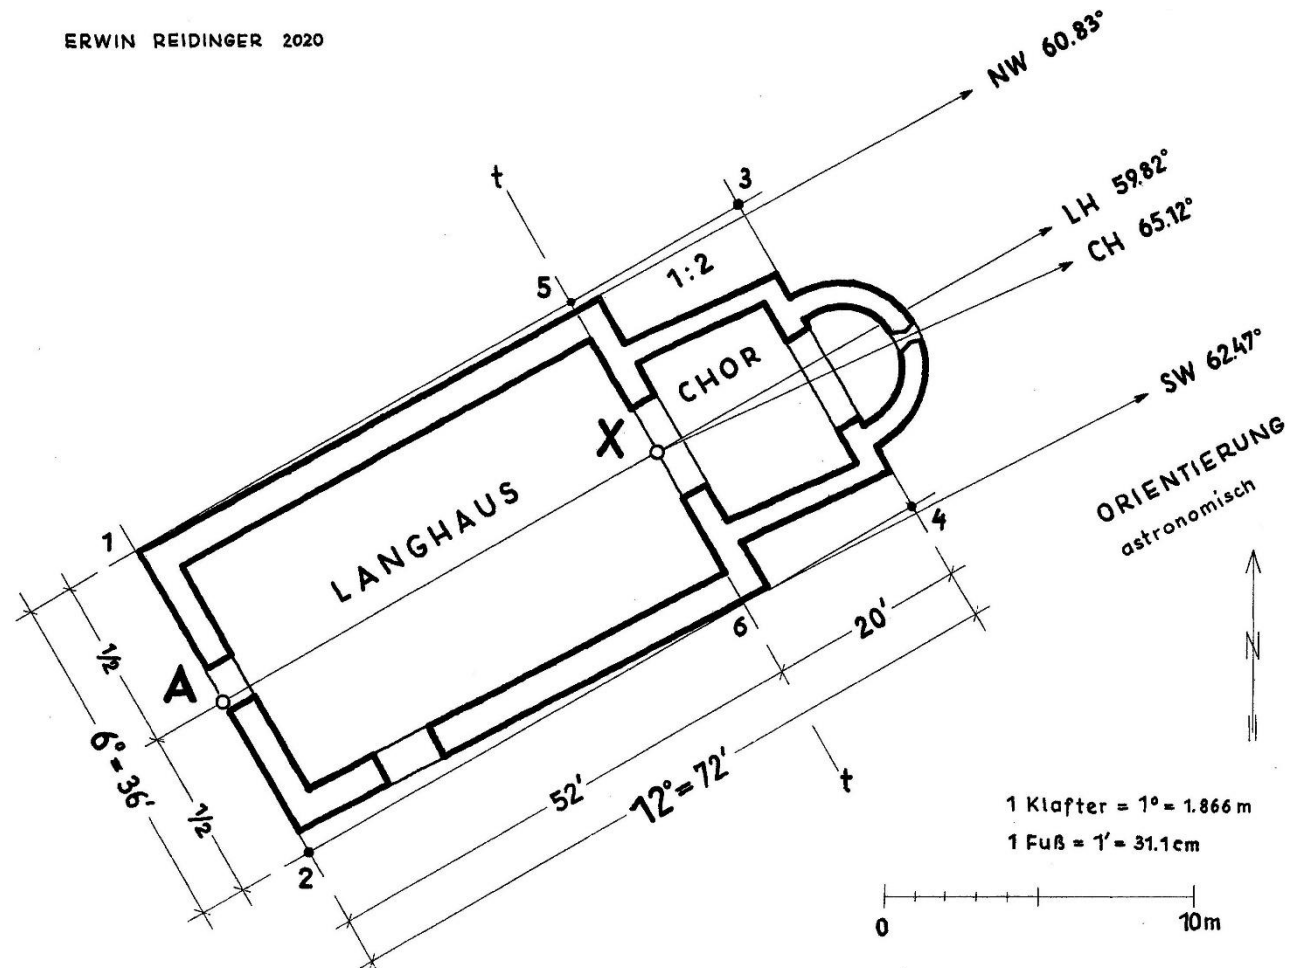 ERWIN REIDINGER 2020
NW 60.83°
LH 59.82°
CH 65.12°
SW 62.47°
t
3
5
1:2
CHOR
X
LANGHAUS
1
A
2
4
6
t
1/2
1/2
6° = 36'
52'
20'
12° = 72'
ORIENTIERUNG
astronomisch
N
1 Klafter = 1° = 1.866 m
1 Fuß = 1' = 31.1 cm
0
10m